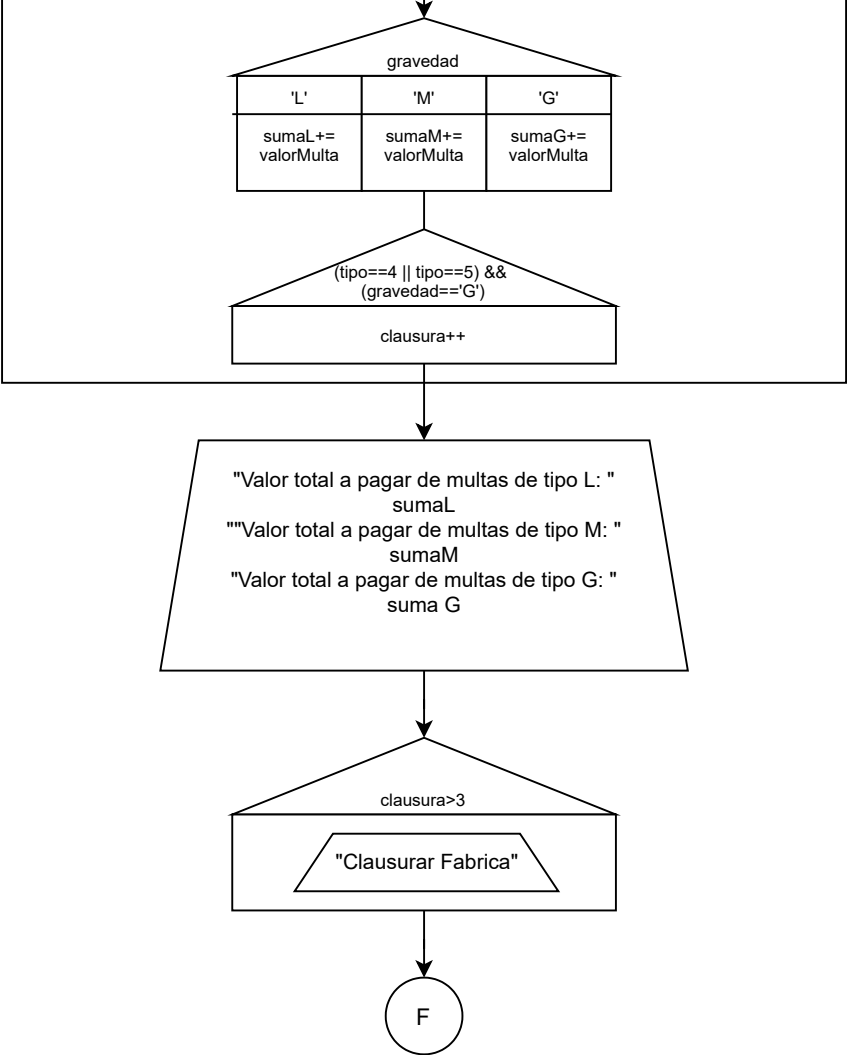 gravedad
'L' 'M' 'G'
sumaL+= sumaM+= sumaG+=
valorMulta valorMulta valorMulta
(tipo==4 || tipo==5) &&
(gravedad=='G')
clausura++
"Valor total a pagar de multas de tipo L: "
sumaL
""Valor total a pagar de multas de tipo M: "
sumaM
"Valor total a pagar de multas de tipo G: "
suma G
clausura>3
"Clausurar Fabrica"
F